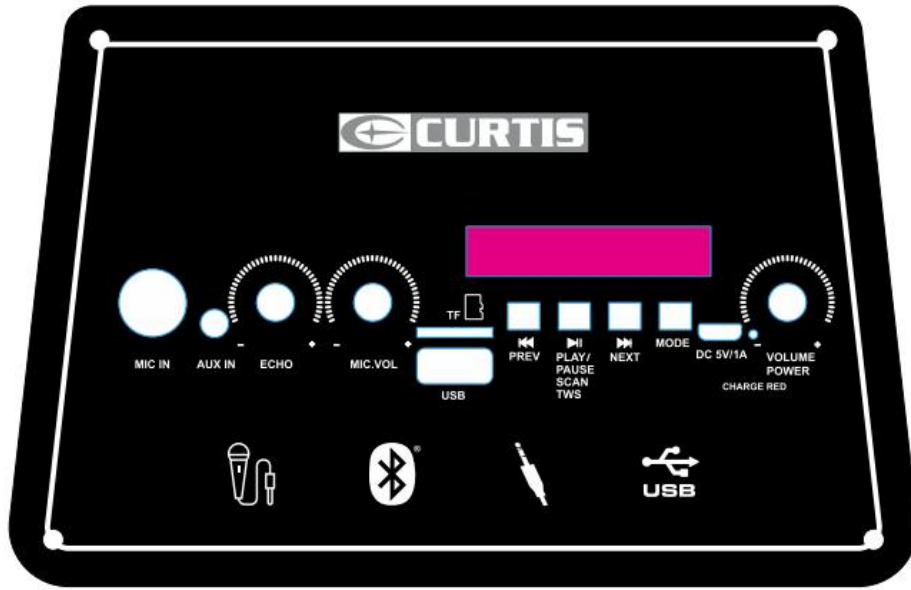 CURTIS
TF
MIC IN
AUX IN
ECHO
MIC.VOL
USB
PREV
PLAY/
PAUSE
SCAN
TWS
NEXT
MODE
DC 5V/1A
VOLUME
POWER
CHARGE RED
®
USB